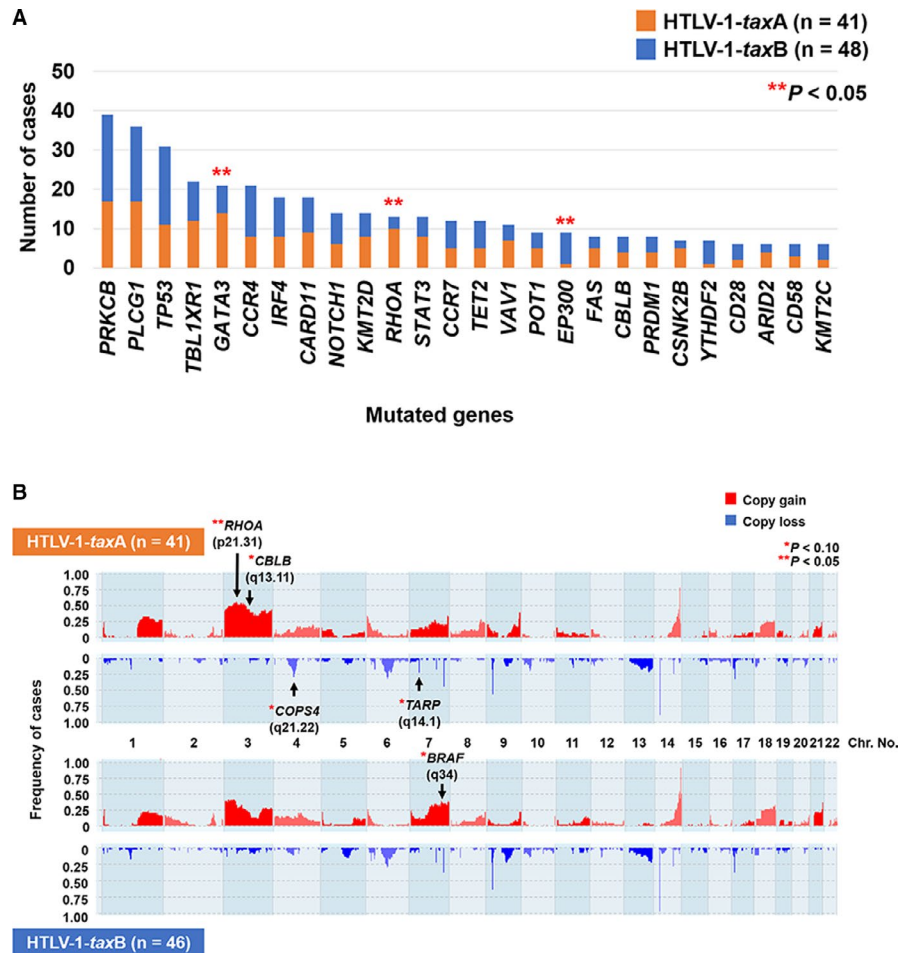 A
HTLV-1-taxA (n = 41)
HTLV-1-taxB (n = 48)
**P < 0.05
Number of cases
50
40
30
20
10
0
**
**
**
PRKCB
PLCG1
TP53
TBL1XR1
GATA3
CCR4
IRF4
CARD11
NOTCH1
KMT2D
RHOA
STAT3
CCR7
TET2
VAV1
POT1
EP300
FAS
CBLB
PRDM1
CSNK2B
YTHDF2
CD28
ARID2
CD58
KMT2C
Mutated genes
B
Copy gain
Copy loss
*P < 0.10
**P < 0.05
HTLV-1-taxA (n = 41)
**RHOA
(p21.31)
*CBLB
(q13.11)
Frequency of cases
1.00
0.75
0.50
0.25
0
0
0.25
0.50
0.75
1.00
*COPS4
(q21.22)
*TARP
(q14.1)
1 2 3 4 5 6 7 8 9 10 11 12 13 14 15 16 17 18 19 20 21 22 Chr. No.
*BRAF
(q34)
1.00
0.75
0.50
0.25
0
0
0.25
0.50
0.75
1.00
HTLV-1-taxB (n = 46)